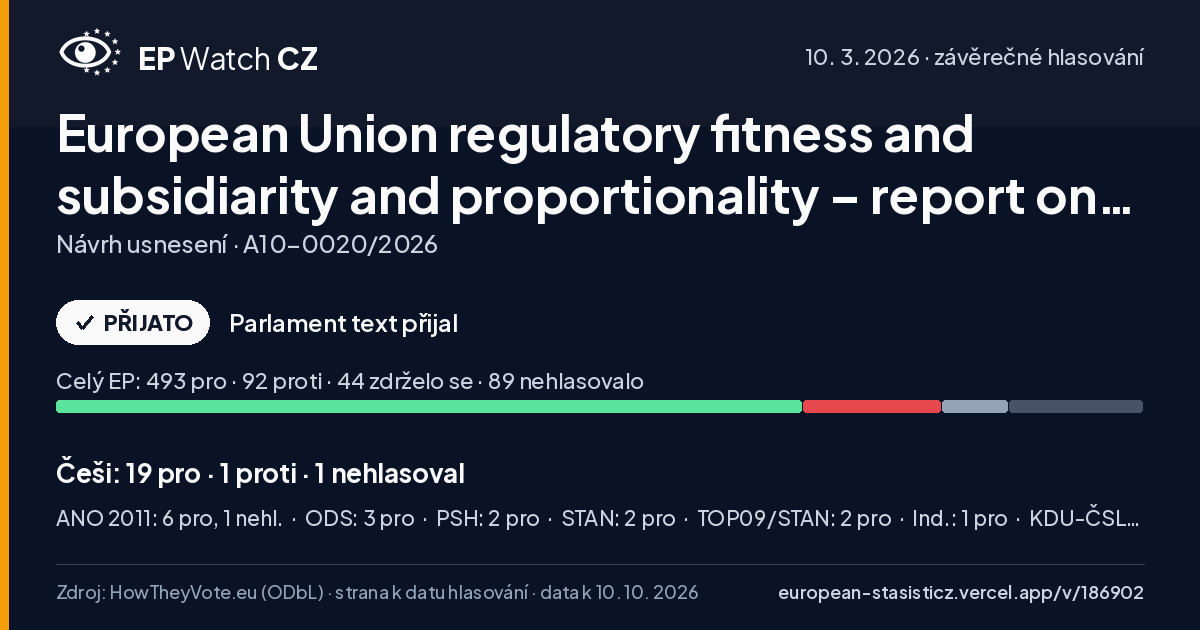 EP Watch CZ
10. 3. 2026 · závěrečné hlasování
European Union regulatory fitness and
subsidiarity and proportionality – report on…
Návrh usnesení · A10-0020/2026
✓ PŘIJATO
Parlament text přijal
Celý EP: 493 pro · 92 proti · 44 zdrželo se · 89 nehlasovalo
Češi: 19 pro · 1 proti · 1 nehlasoval
ANO 2011: 6 pro, 1 nehl. · ODS: 3 pro · PSH: 2 pro · STAN: 2 pro · TOP09/STAN: 2 pro · Ind.: 1 pro · KDU-ČSL…
Zdroj: HowTheyVote.eu (ODbL) · strana k datu hlasování · data k 10. 10. 2026
european-stasisticz.vercel.app/v/186902